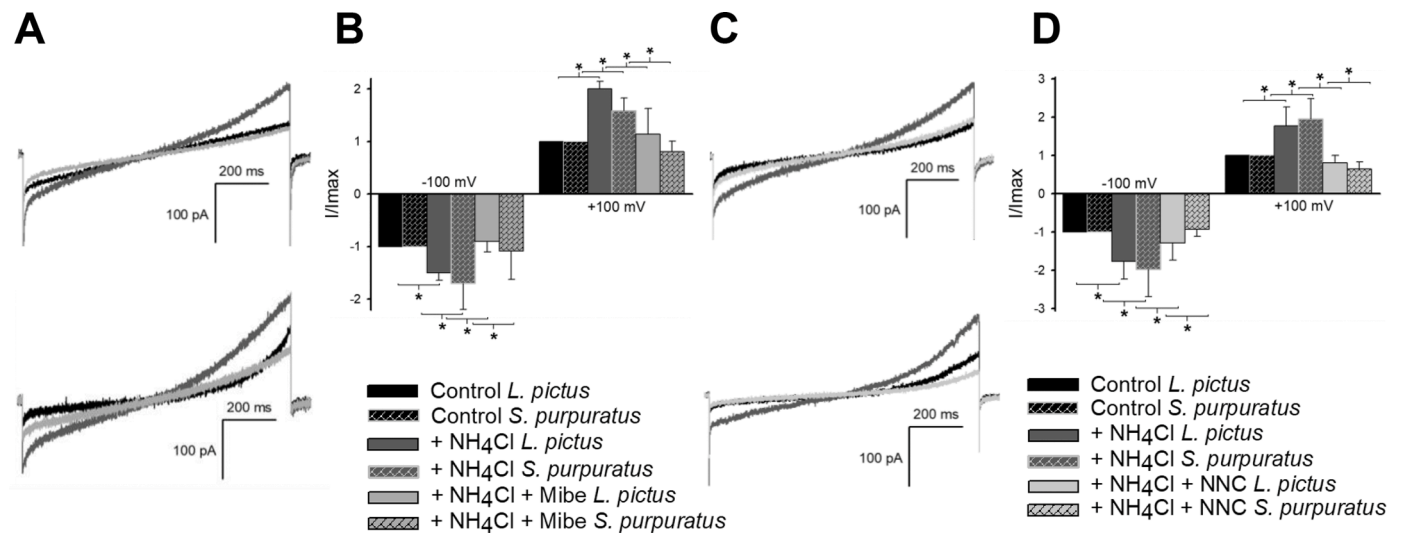 A
200 ms
100 pA
200 ms
100 pA
B
I/Imax
2
1
0
-1
-2
-100 mV
+100 mV
*
*
*
*
*
*
*
*
Control L. pictus
Control S. purpuratus
+ NH4Cl L. pictus
+ NH4Cl S. purpuratus
+ NH4Cl + Mibe L. pictus
+ NH4Cl + Mibe S. purpuratus
C
200 ms
100 pA
200 ms
100 pA
D
I/Imax
3
2
1
0
-1
-2
-3
-100 mV
+100 mV
*
*
*
*
*
*
*
*
Control L. pictus
Control S. purpuratus
+ NH4Cl L. pictus
+ NH4Cl S. purpuratus
+ NH4Cl + NNC L. pictus
+ NH4Cl + NNC S. purpuratus